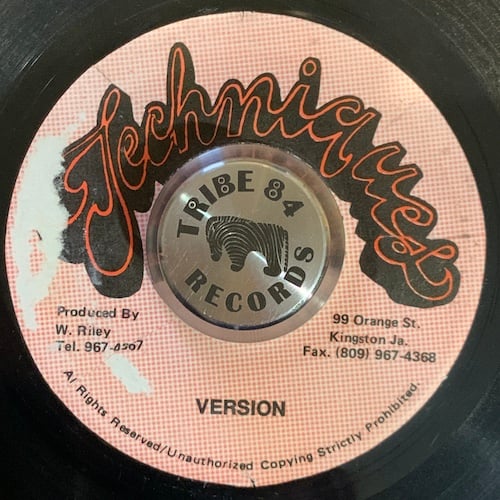 Techniques
TRIBE 84
RECORDS
Produced By
W. Riley
Tel. 967-4367
99 Orange St.
Kingston Ja.
Fax. (809) 967-4368
VERSION
All Rights Reserved/Unauthorized Copying Strictly Prohibited.